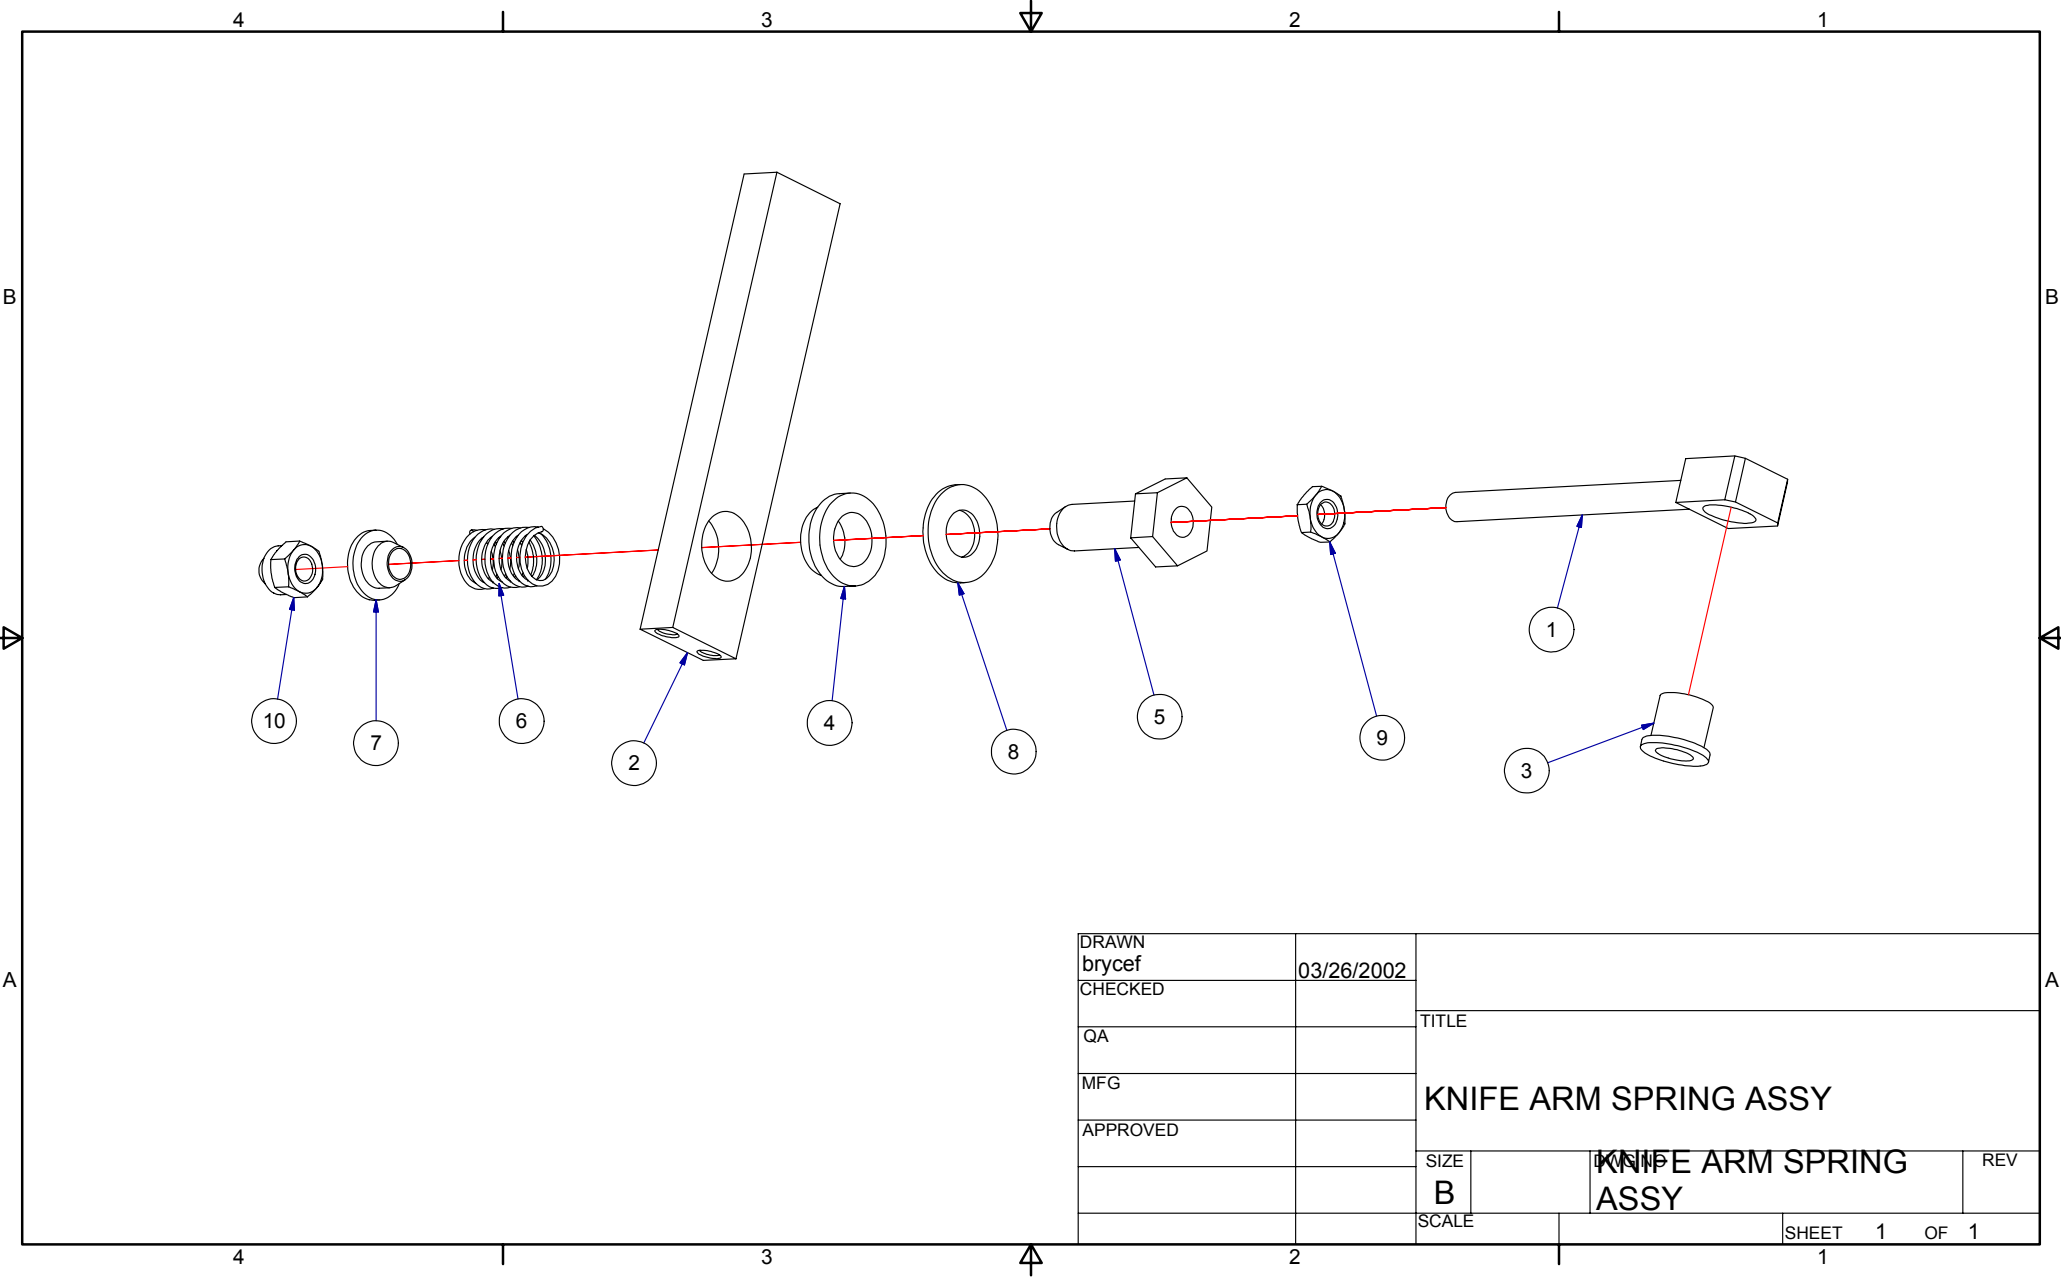 4 3 2 1
B B
10
7
6
2
4
8
5
9
1
3
A A
DRAWN
brycef 03/26/2002
CHECKED
QA
MFG
APPROVED
TITLE
KNIFE ARM SPRING ASSY
SIZE
B
DWG NO
KNIFE ARM SPRING
ASSY
REV
SCALE
SHEET 1 OF 1
4 3 2 1